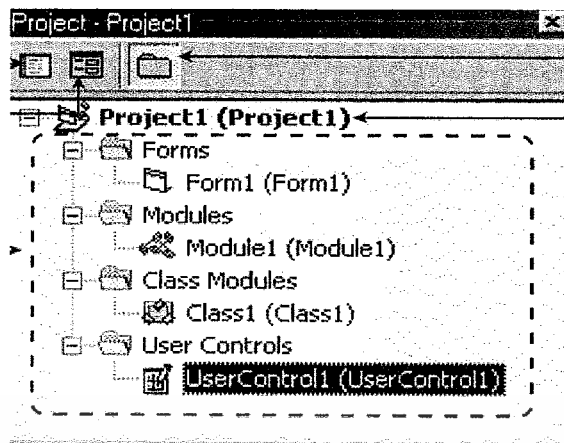 Project - Project1
Project1 (Project1)
Forms
Form1 (Form1)
Modules
Module1 (Module1)
Class Modules
Class1 (Class1)
User Controls
UserControl1 (UserControl1)